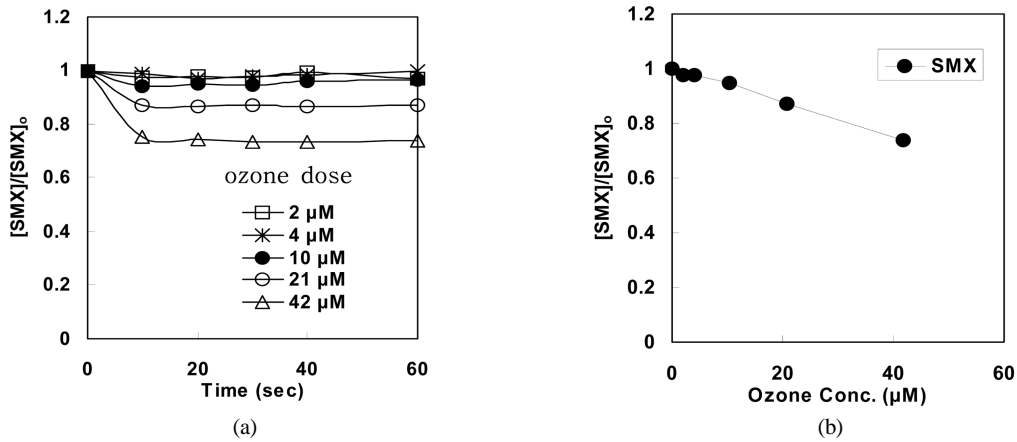 1.2
1
0.8
0.6
0.4
0.2
0
[SMX]/[SMX]₀
ozone dose
2 µM
4 µM
10 µM
21 µM
42 µM
0 20 40 60
Time (sec)
(a)
1.2
1
0.8
0.6
0.4
0.2
0
[SMX]/[SMX]₀
SMX
0 20 40 60
Ozone Conc. (µM)
(b)